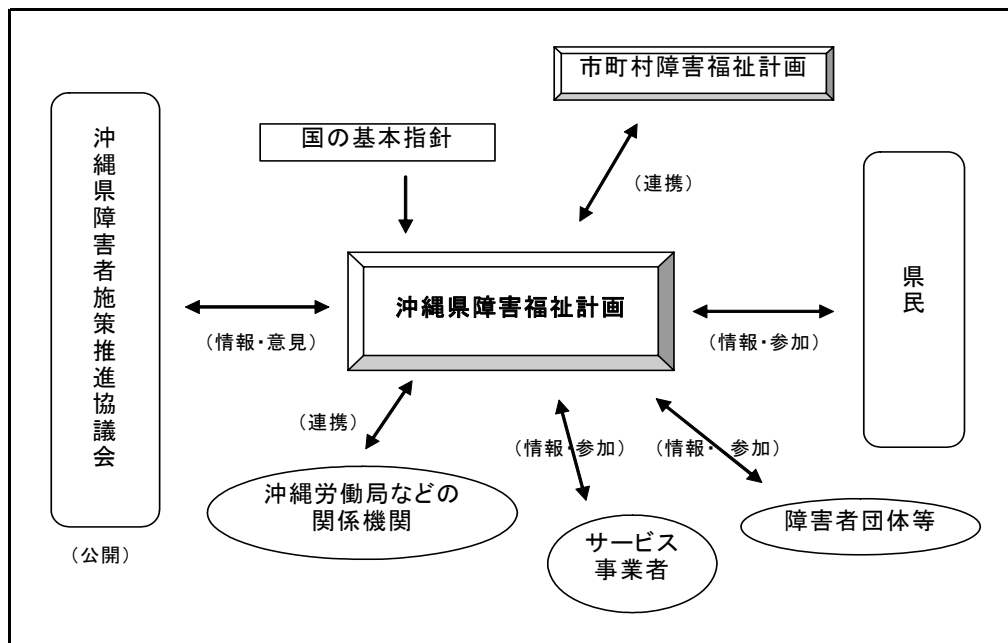 市町村障害福祉計画
国の基本指針
（連携）
沖縄県障害者施策推進協議会
沖縄県障害福祉計画
県民
（情報・意見）
（情報・参加）
（連携）
（情報・参加）
（情報・ 参加）
沖縄労働局などの
関係機関
サービス
事業者
障害者団体等
（公開）